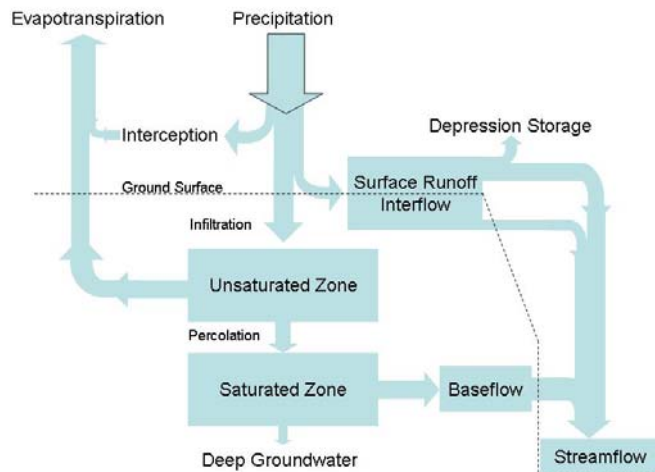 Evapotranspiration
Precipitation
Depression Storage
Interception
Ground Surface
Surface Runoff
Interflow
Infiltration
Unsaturated Zone
Percolation
Saturated Zone
Baseflow
Deep Groundwater
Streamflow